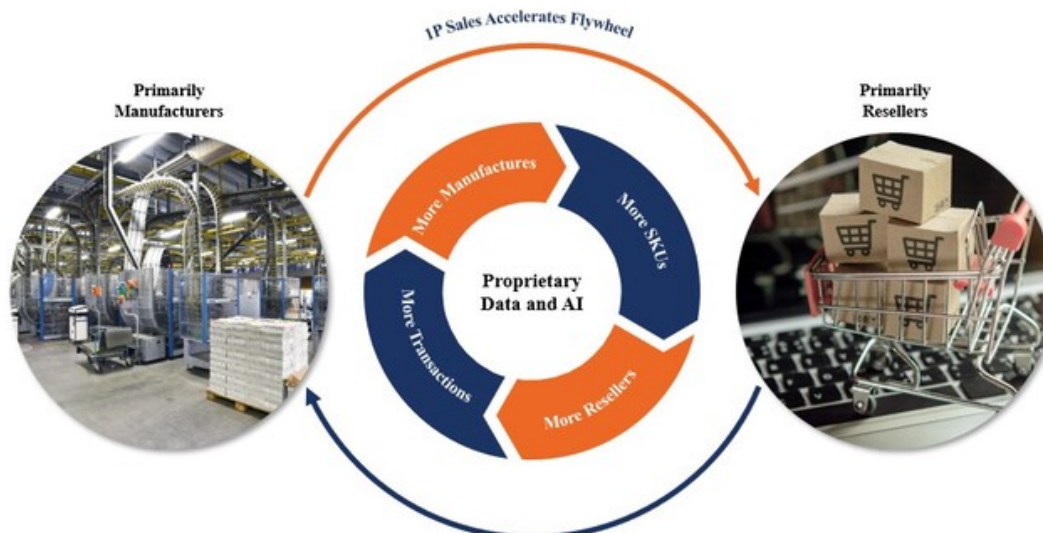 1P Sales Accelerates Flywheel
Primarily
Manufacturers
Primarily
Resellers
More Manufactures
More SKUs
Proprietary
Data and AI
More Transactions
More Resellers